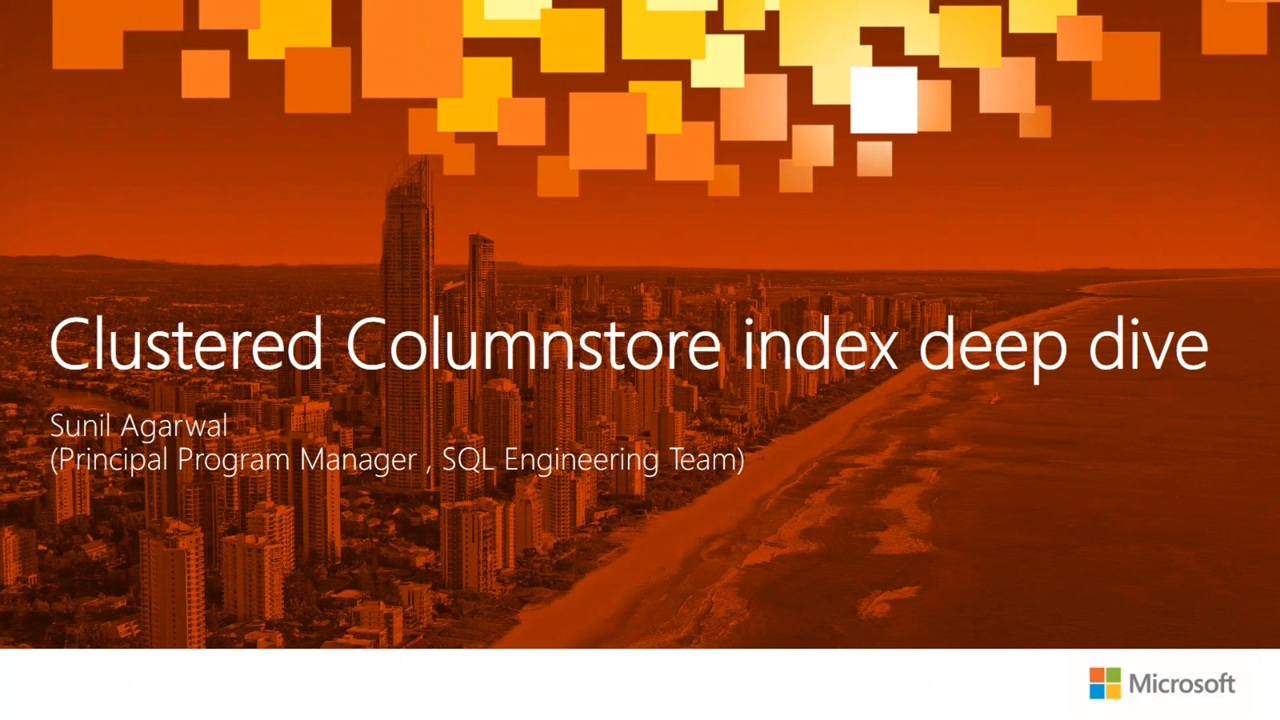 Clustered Columnstore index deep dive
Sunil Agarwal
(Principal Program Manager , SQL Engineering Team)
Microsoft